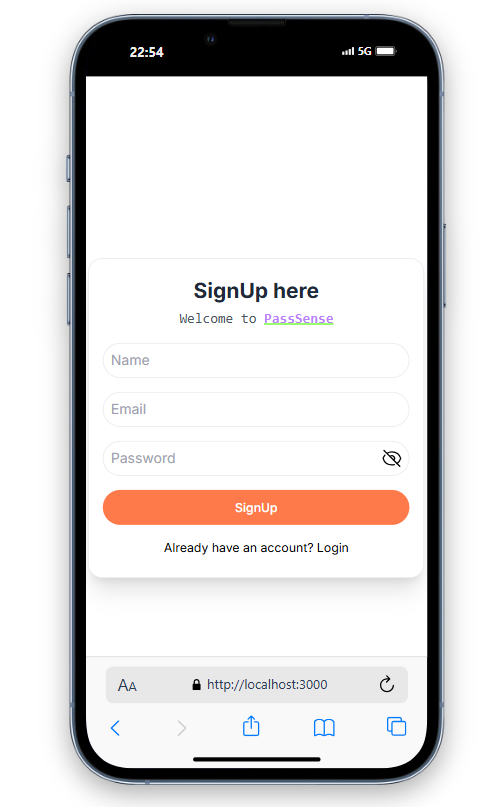 22:54
5G
SignUp here
Welcome to PassSense
Name
Email
Password
SignUp
Already have an account? Login
AA
http://localhost:3000